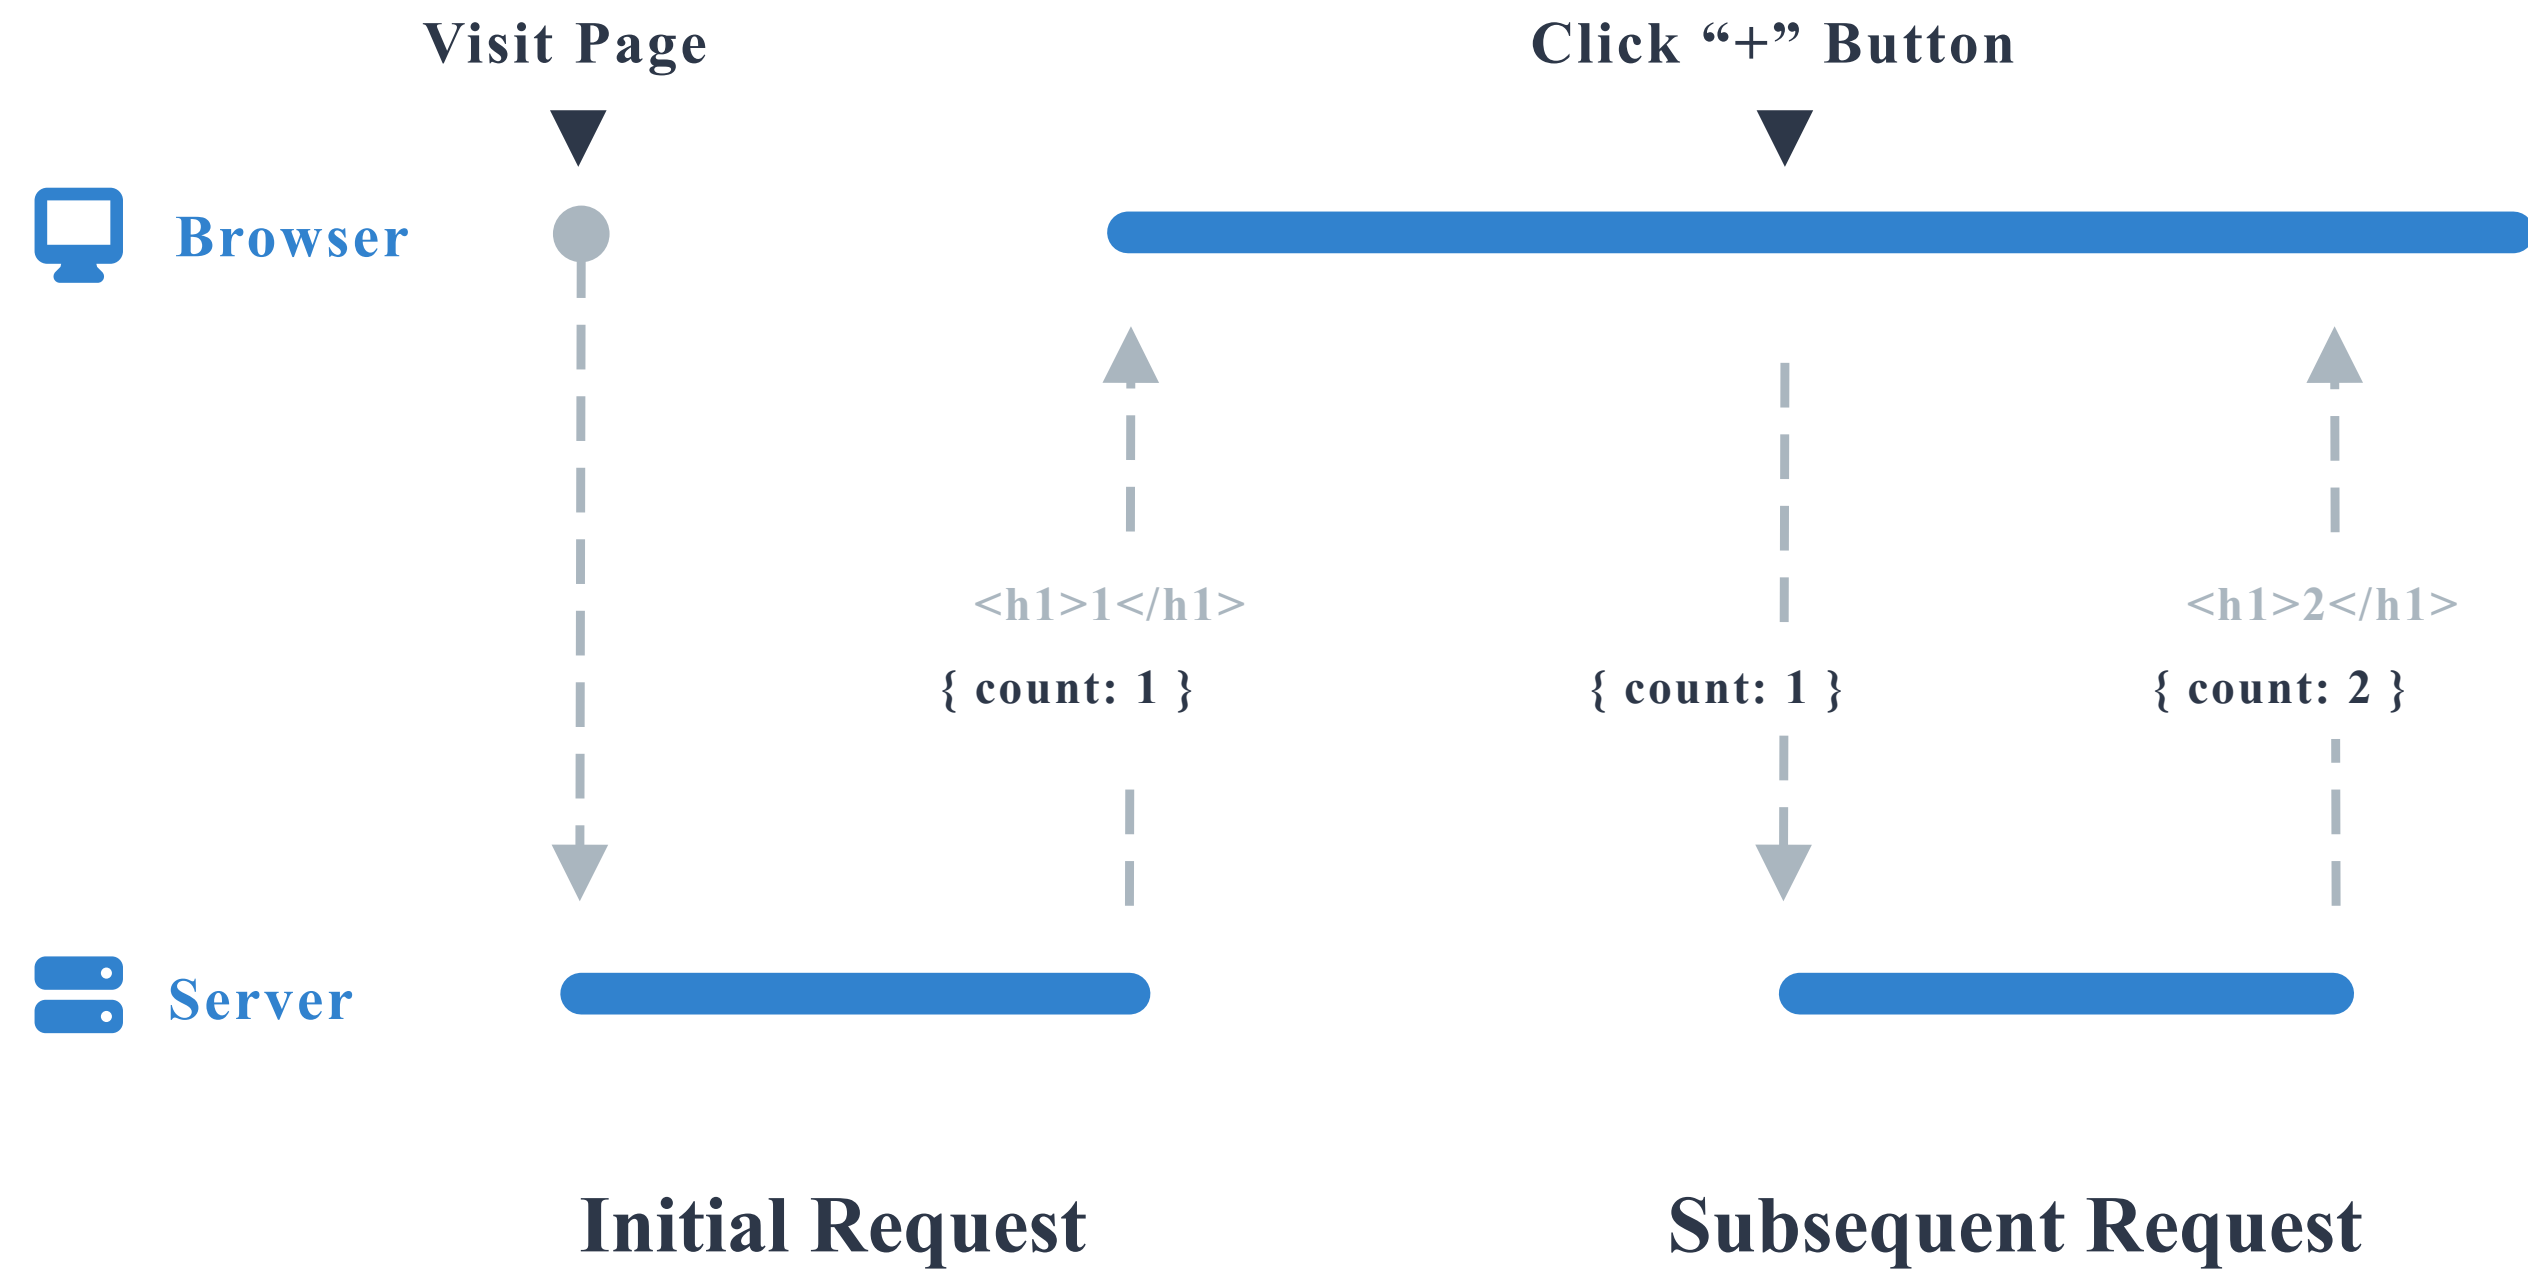 Visit Page
Click “+” Button
Browser
<h1>1</h1>
<h1>2</h1>
{ count: 1 }
{ count: 1 }
{ count: 2 }
Server
Initial Request
Subsequent Request